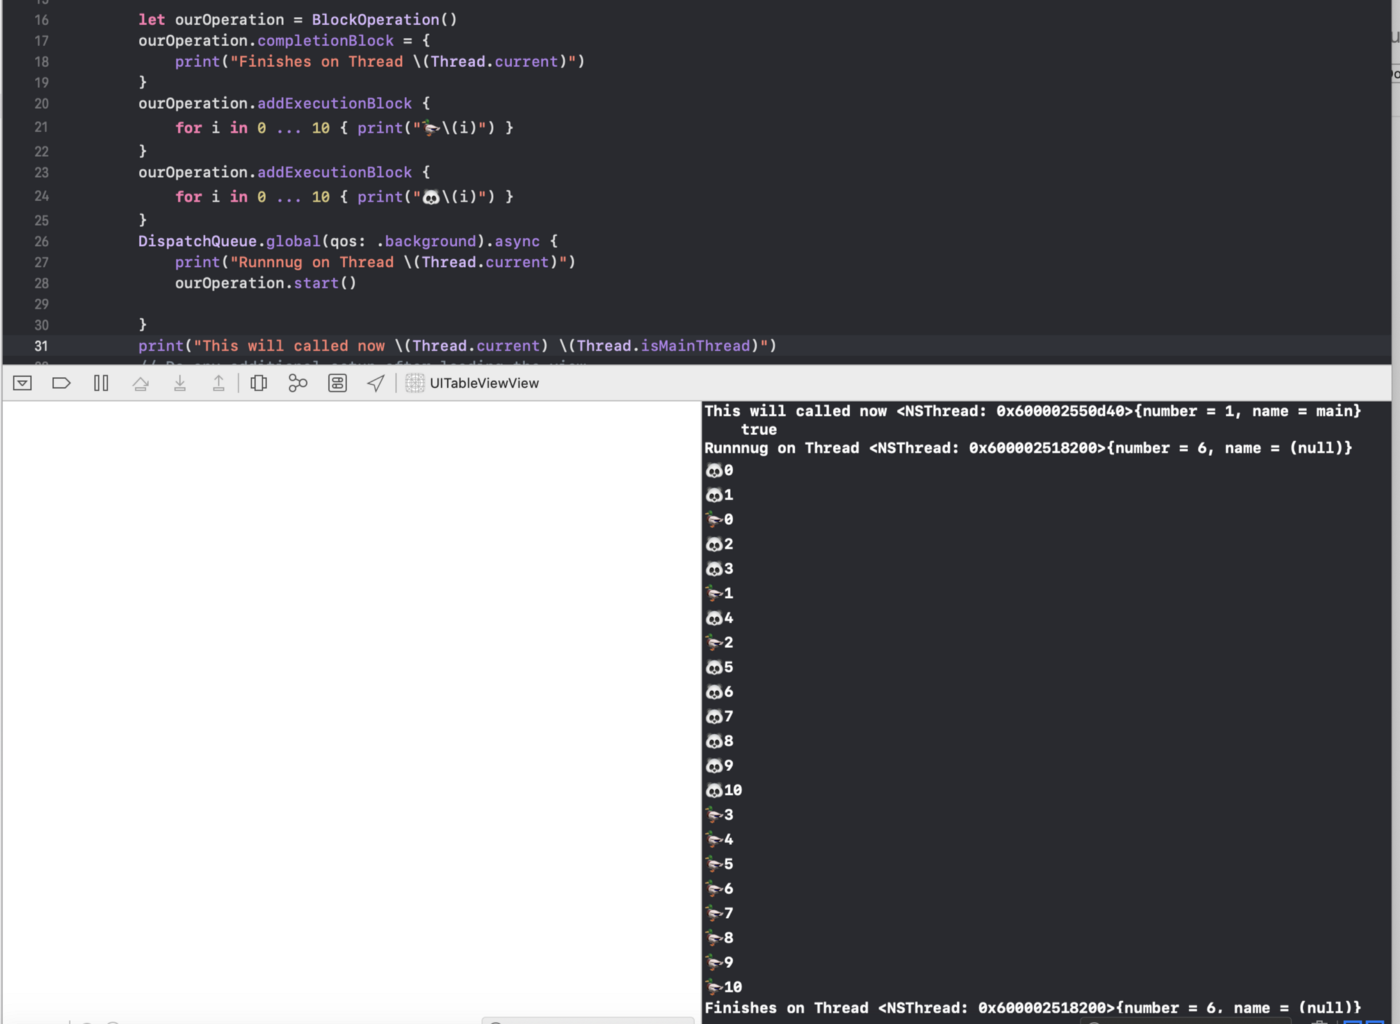 16 let ourOperation = BlockOperation()
17 ourOperation.completionBlock = {
18 print("Finishes on Thread \(Thread.current)")
19 }
20 ourOperation.addExecutionBlock {
21 for i in 0 ... 10 { print("🦆\(i)") }
22 }
23 ourOperation.addExecutionBlock {
24 for i in 0 ... 10 { print("🐼\(i)") }
25 }
26 DispatchQueue.global(qos: .background).async {
27 print("Runnnug on Thread \(Thread.current)")
28 ourOperation.start()
29
30 }
31 print("This will called now \(Thread.current) \(Thread.isMainThread)")
UITableViewView
This will called now <NSThread: 0x600002550d40>{number = 1, name = main}
true
Runnnug on Thread <NSThread: 0x600002518200>{number = 6, name = (null)}
🐼0
🐼1
🦆0
🐼2
🐼3
🦆1
🐼4
🦆2
🐼5
🐼6
🐼7
🐼8
🐼9
🐼10
🦆3
🦆4
🦆5
🦆6
🦆7
🦆8
🦆9
🦆10
Finishes on Thread <NSThread: 0x600002518200>{number = 6, name = (null)}